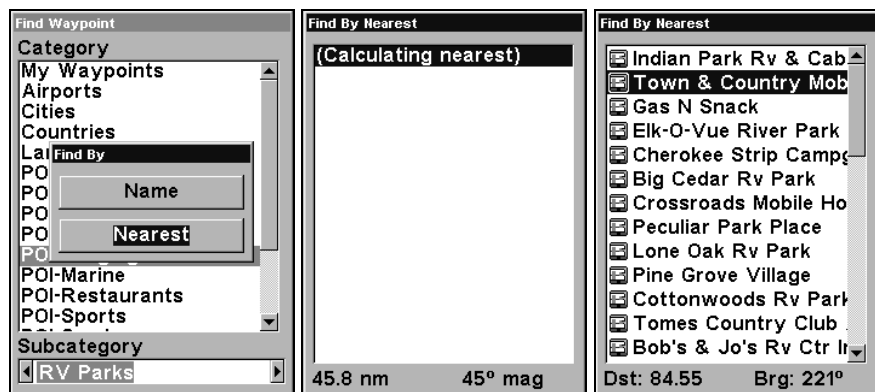 Find Waypoint
Category
My Waypoints
Airports
Cities
Countries
Find By
Name
Nearest
PO
PO
PO
PO
PO
POI-Marine
POI-Restaurants
POI-Sports
Subcategory
RV Parks
Find By Nearest
(Calculating nearest)
45.8 nm 45° mag
Find By Nearest
Indian Park Rv & Cab
Town & Country Mob
Gas N Snack
Elk-O-Vue River Park
Cherokee Strip Campg
Big Cedar Rv Park
Crossroads Mobile Ho
Peculiar Park Place
Lone Oak Rv Park
Pine Grove Village
Cottonwoods Rv Park
Tomes Country Club
Bob's & Jo's Rv Ctr In
Dst: 84.55 Brg: 221°